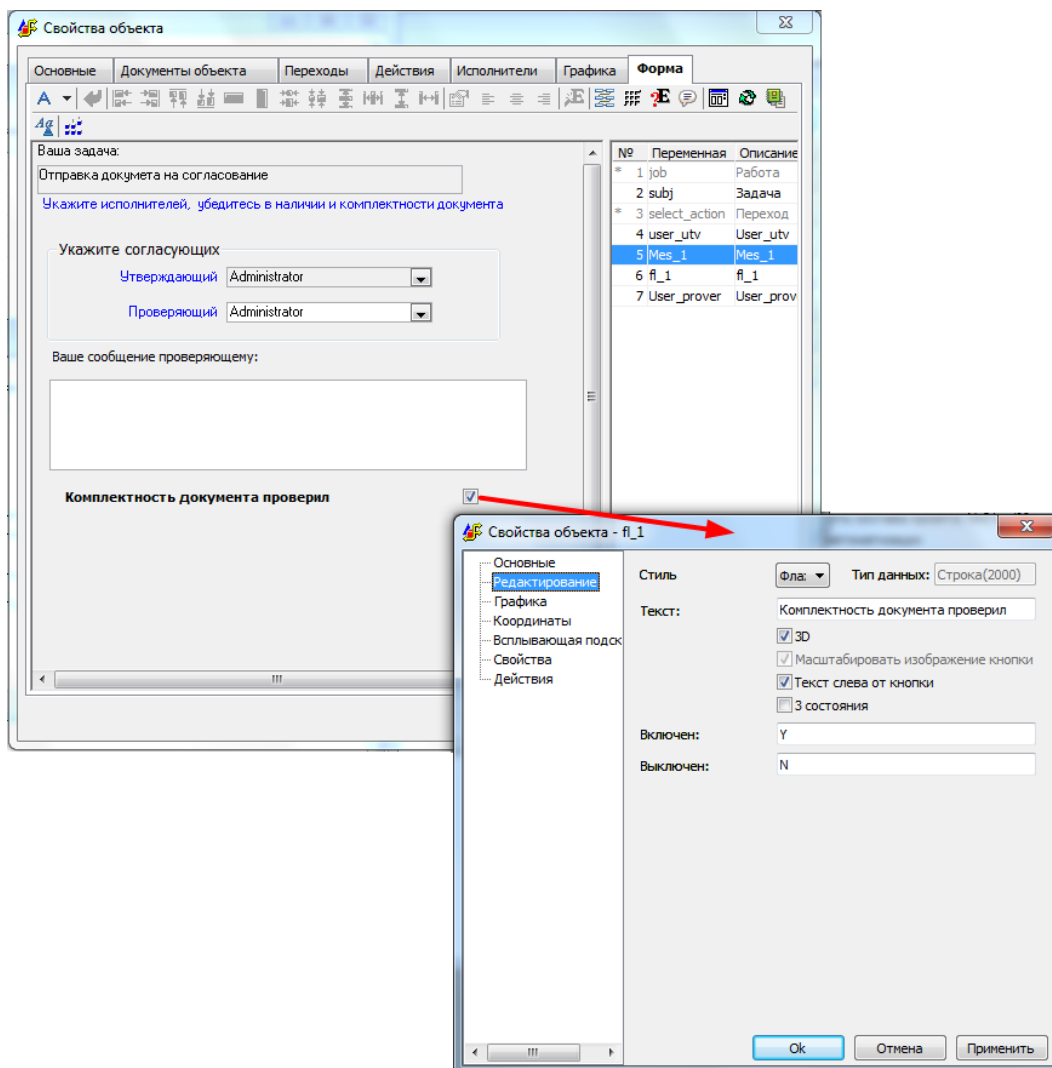 Свойства объекта
Основные Документы объекта Переходы Действия Исполнители Графика Форма
Ваша задача:
Отправка докумета на согласование
Укажите исполнителей, убедитесь в наличии и комплектности документа
Укажите согласующих
Утверждающий Administrator
Проверяющий Administrator
Ваше сообщение проверяющему:
Комплектность документа проверил
№ Переменная Описание
* 1 job Работа
2 subj Задача
* 3 select_action Переход
4 user_utv User_utv
5 Mes_1 Mes_1
6 fl_1 fl_1
7 User_prover User_prov
Свойства объекта - fl_1
Основные
Редактирование
Графика
Координаты
Всплывающая подск
Свойства
Действия
Стиль Фла: Тип данных: Строка(2000)
Текст: Комплектность документа проверил
3D
Масштабировать изображение кнопки
Текст слева от кнопки
3 состояния
Включен: Y
Выключен: N
Ok Отмена Применить